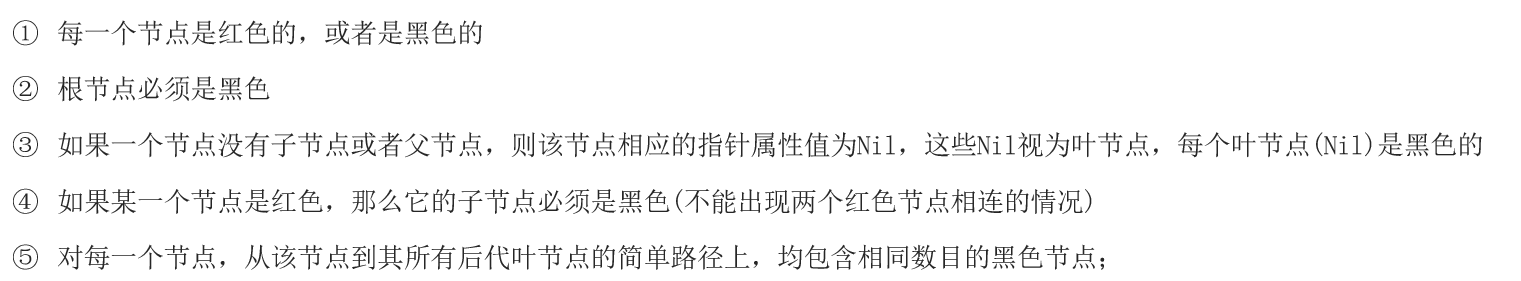 ① 每一个节点是红色的，或者是黑色的
② 根节点必须是黑色
③ 如果一个节点没有子节点或者父节点，则该节点相应的指针属性值为Nil，这些Nil视为叶节点，每个叶节点(Nil)是黑色的
④ 如果某一个节点是红色，那么它的子节点必须是黑色(不能出现两个红色节点相连的情况)
⑤ 对每一个节点，从该节点到其所有后代叶节点的简单路径上，均包含相同数目的黑色节点；